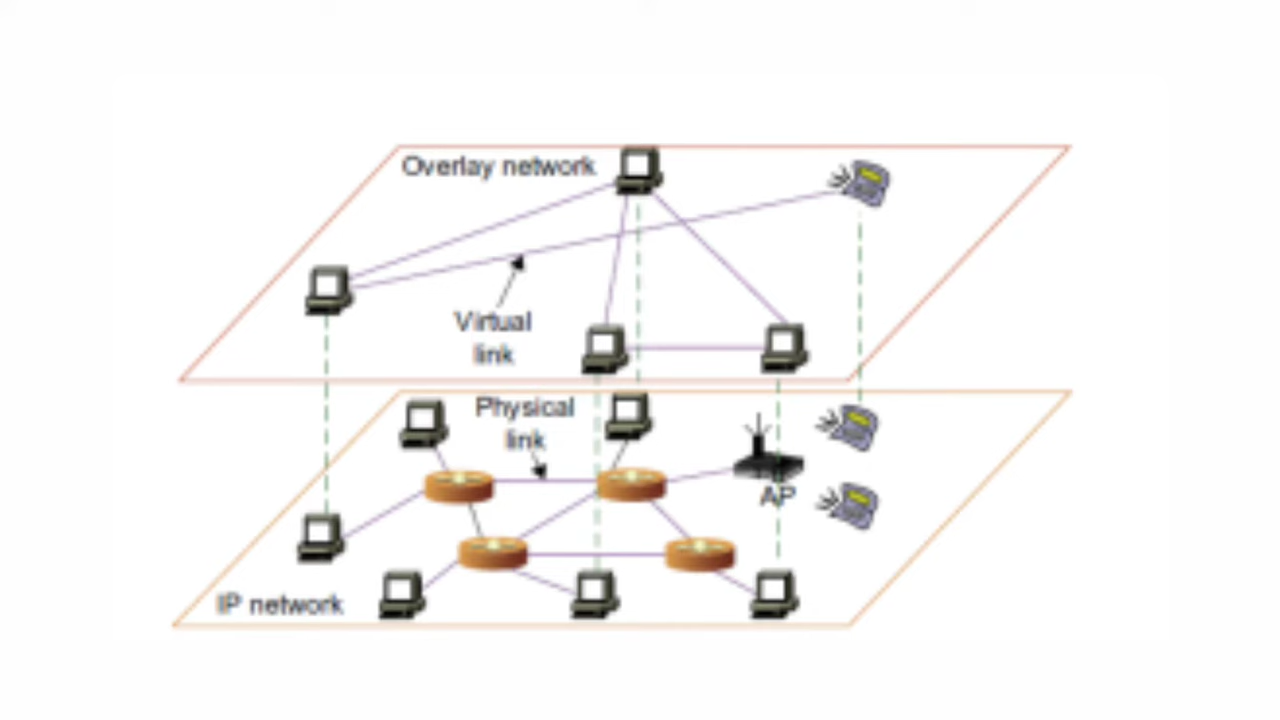 Overlay network
Virtual
link
Physical
link
AP
IP network